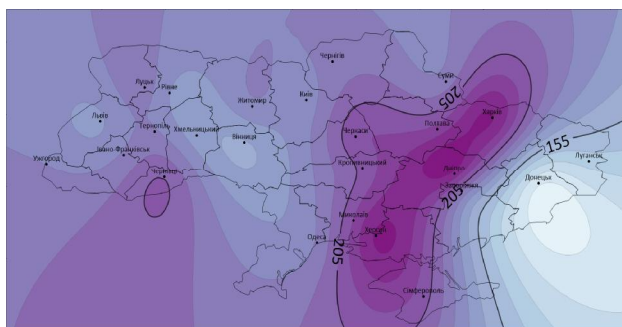 Чернігів
Суми
Луцьк
Рівне
Житомир
Київ
205
Харків
Львів
Тернопіль
Хмельницький
Вінниця
Черкаси
Полтава
155
Ужгород
Івано-Франківськ
Чернівці
Кропивницький
Дніпро
Запоріжжя
Донецьк
Луганськ
205
Миколаїв
Одеса
Херсон
205
Сімферополь